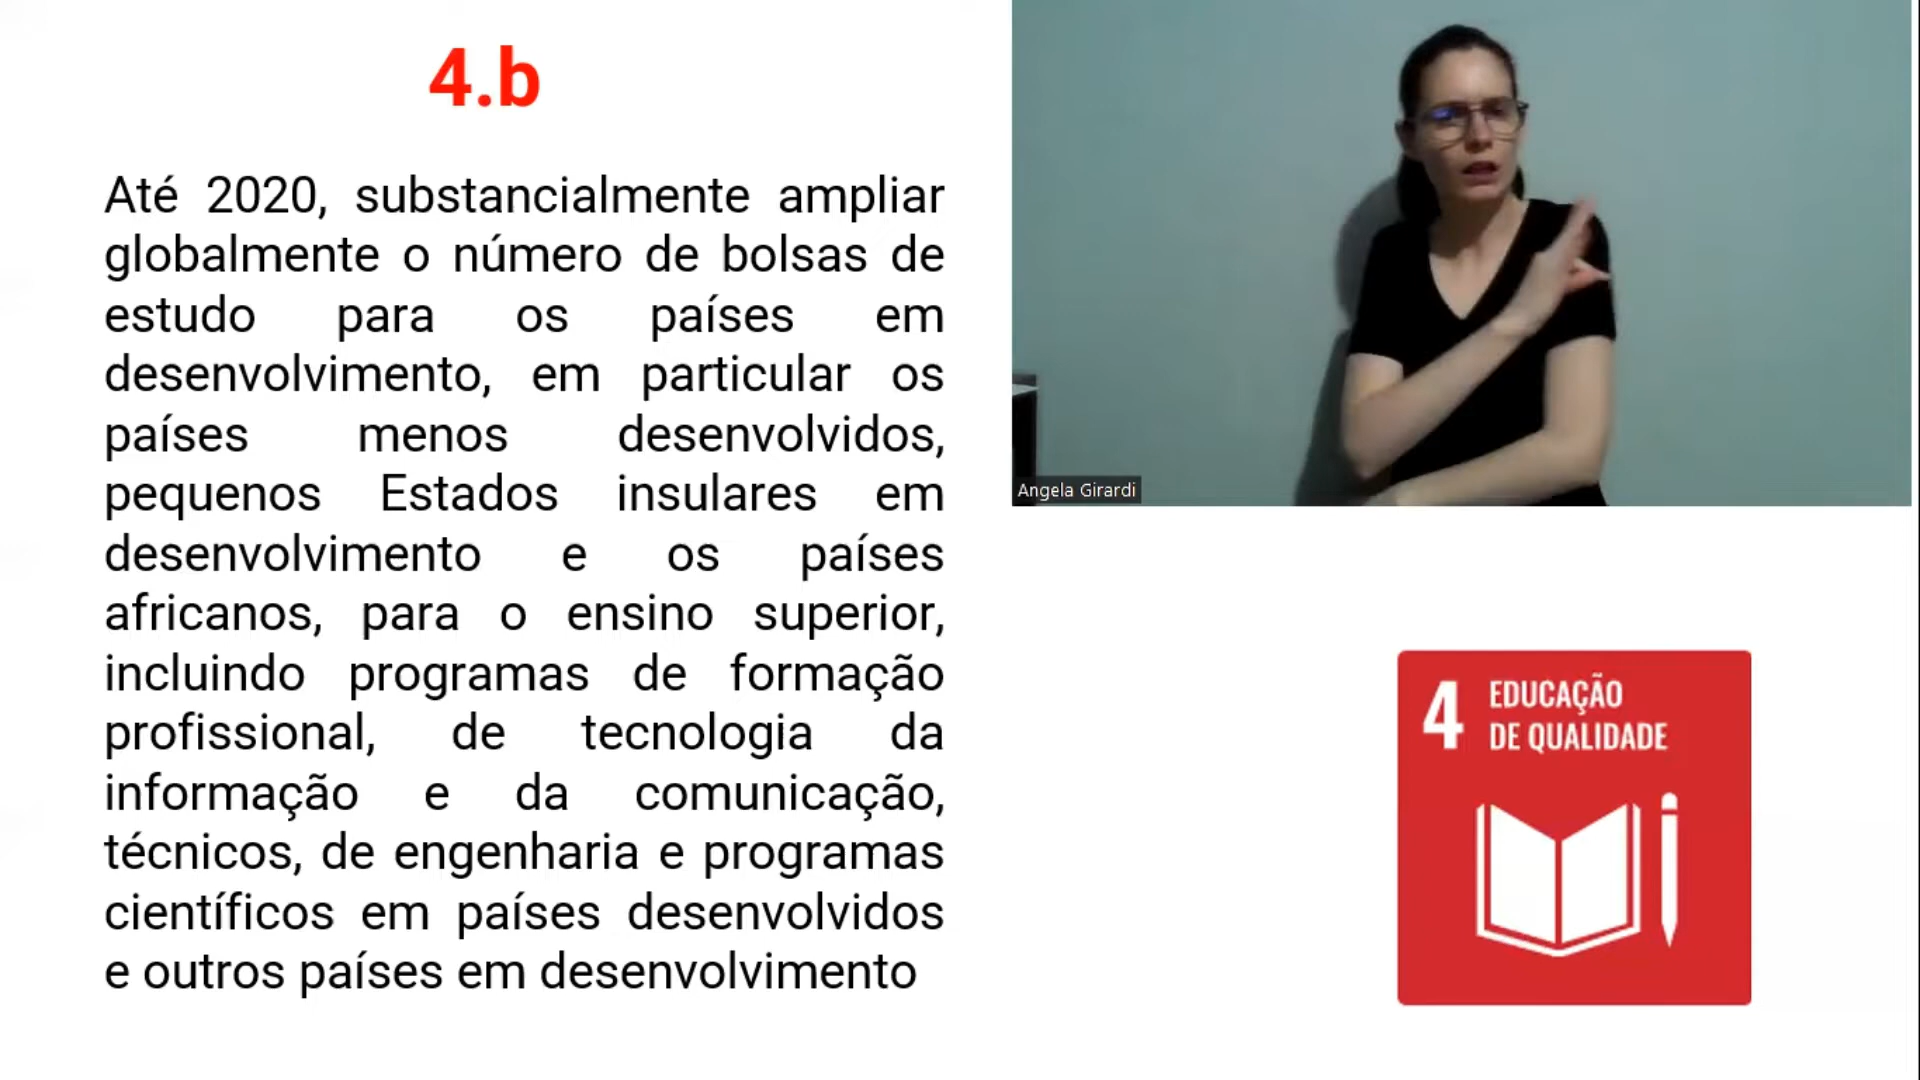 4.b
Até 2020, substancialmente ampliar
globalmente o número de bolsas de
estudo para os países em
desenvolvimento, em particular os
países menos desenvolvidos,
pequenos Estados insulares em
desenvolvimento e os países
africanos, para o ensino superior,
incluindo programas de formação
profissional, de tecnologia da
informação e da comunicação,
técnicos, de engenharia e programas
científicos em países desenvolvidos
e outros países em desenvolvimento
Angela Girardi
4 EDUCAÇÃO
DE QUALIDADE